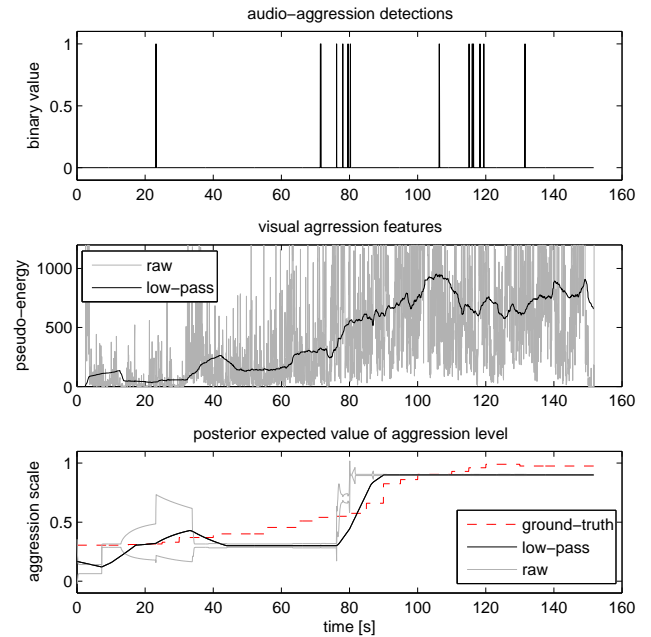 audio-aggression detections
binary value
1
0.5
0
0 20 40 60 80 100 120 140 160
visual agrression features
pseudo-energy
1000
500
0
raw
low-pass
0 20 40 60 80 100 120 140 160
posterior expected value of aggression level
aggression scale
1
0.5
0
ground-truth
low-pass
raw
0 20 40 60 80 100 120 140 160
time [s]